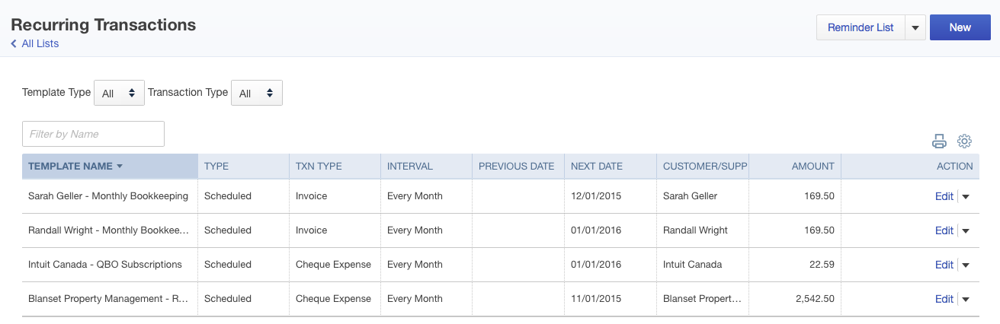 Recurring Transactions
All Lists
Reminder List New
Template Type All Transaction Type All
Filter by Name
TEMPLATE NAME TYPE TXN TYPE INTERVAL PREVIOUS DATE NEXT DATE CUSTOMER/SUPP AMOUNT ACTION
Sarah Geller - Monthly Bookkeeping Scheduled Invoice Every Month 12/01/2015 Sarah Geller 169.50 Edit
Randall Wright - Monthly Bookkee... Scheduled Invoice Every Month 01/01/2016 Randall Wright 169.50 Edit
Intuit Canada - QBO Subscriptions Scheduled Cheque Expense Every Month 01/01/2016 Intuit Canada 22.59 Edit
Blanset Property Management - R... Scheduled Cheque Expense Every Month 11/01/2015 Blanset Propert... 2,542.50 Edit